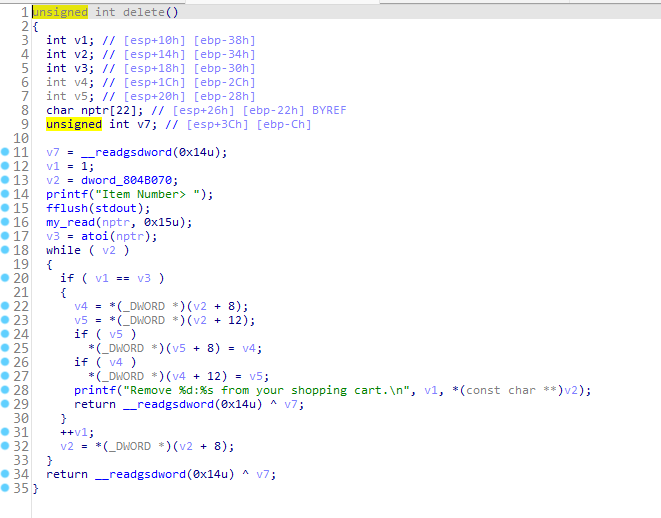 1 unsigned int delete()
2 {
3   int v1; // [esp+10h] [ebp-38h]
4   int v2; // [esp+14h] [ebp-34h]
5   int v3; // [esp+18h] [ebp-30h]
6   int v4; // [esp+1Ch] [ebp-2Ch]
7   int v5; // [esp+20h] [ebp-28h]
8   char nptr[22]; // [esp+26h] [ebp-22h] BYREF
9   unsigned int v7; // [esp+3Ch] [ebp-Ch]
10
11   v7 = __readgsdword(0x14u);
12   v1 = 1;
13   v2 = dword_804B070;
14   printf("Item Number> ");
15   fflush(stdout);
16   my_read(nptr, 0x15u);
17   v3 = atoi(nptr);
18   while ( v2 )
19   {
20     if ( v1 == v3 )
21     {
22       v4 = *(_DWORD *)(v2 + 8);
23       v5 = *(_DWORD *)(v2 + 12);
24       if ( v5 )
25         *(_DWORD *)(v5 + 8) = v4;
26       if ( v4 )
27         *(_DWORD *)(v4 + 12) = v5;
28       printf("Remove %d:%s from your shopping cart.\n", v1, *(const char **)v2);
29       return __readgsdword(0x14u) ^ v7;
30     }
31     ++v1;
32     v2 = *(_DWORD *)(v2 + 8);
33   }
34   return __readgsdword(0x14u) ^ v7;
35 }